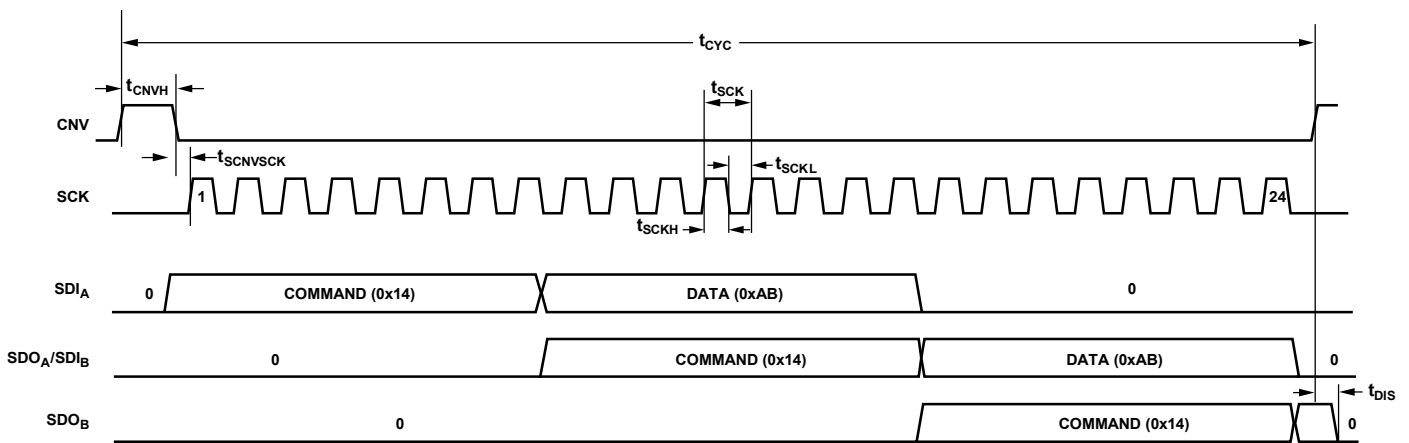 tCYC
tCNVH
tSCK
CNV
tSCNVSCK
tSCKL
SCK
1
24
tSCKH
SDIA
0
COMMAND (0x14)
DATA (0xAB)
0
SDOA/SDIB
0
COMMAND (0x14)
DATA (0xAB)
0
tDIS
SDOB
0
COMMAND (0x14)
0